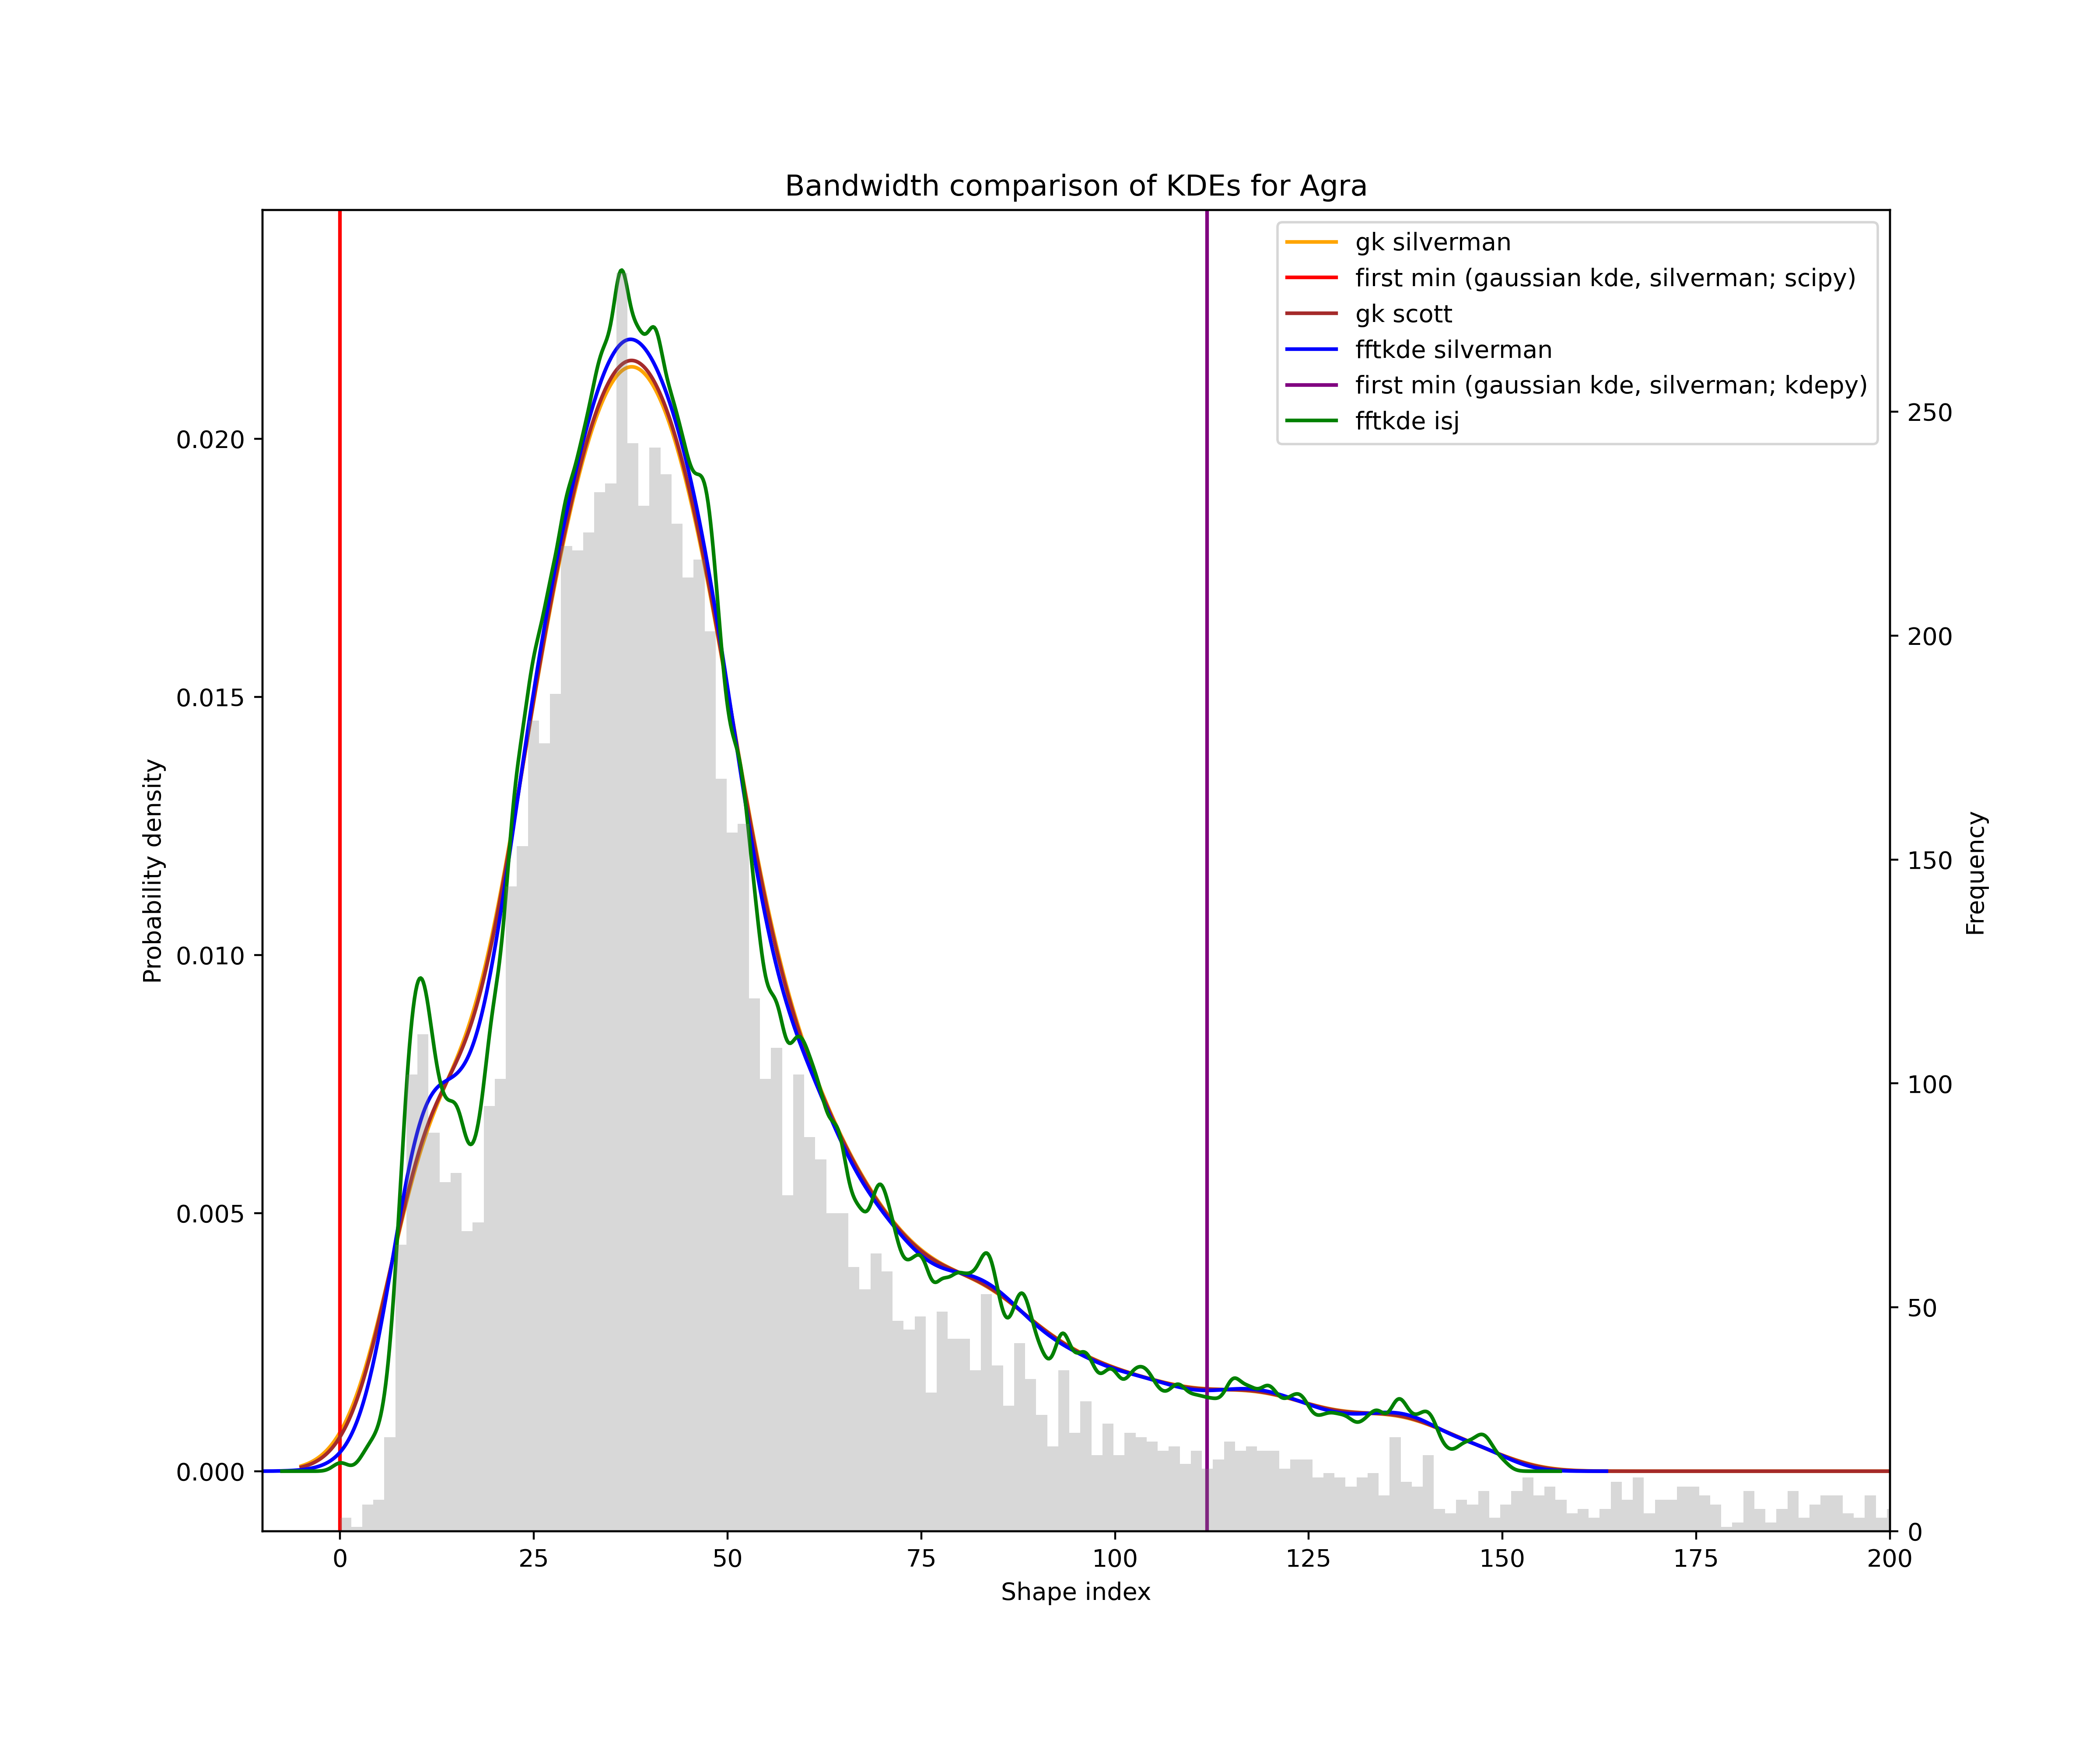 Bandwidth comparison of KDEs for Agra
gk silverman
first min (gaussian kde, silverman; scipy)
gk scott
fftkde silverman
first min (gaussian kde, silverman; kdepy)
fftkde isj
Probability density
0.020
0.015
0.010
0.005
0.000
250
200
150
100
50
0
Frequency
0 25 50 75 100 125 150 175 200
Shape index